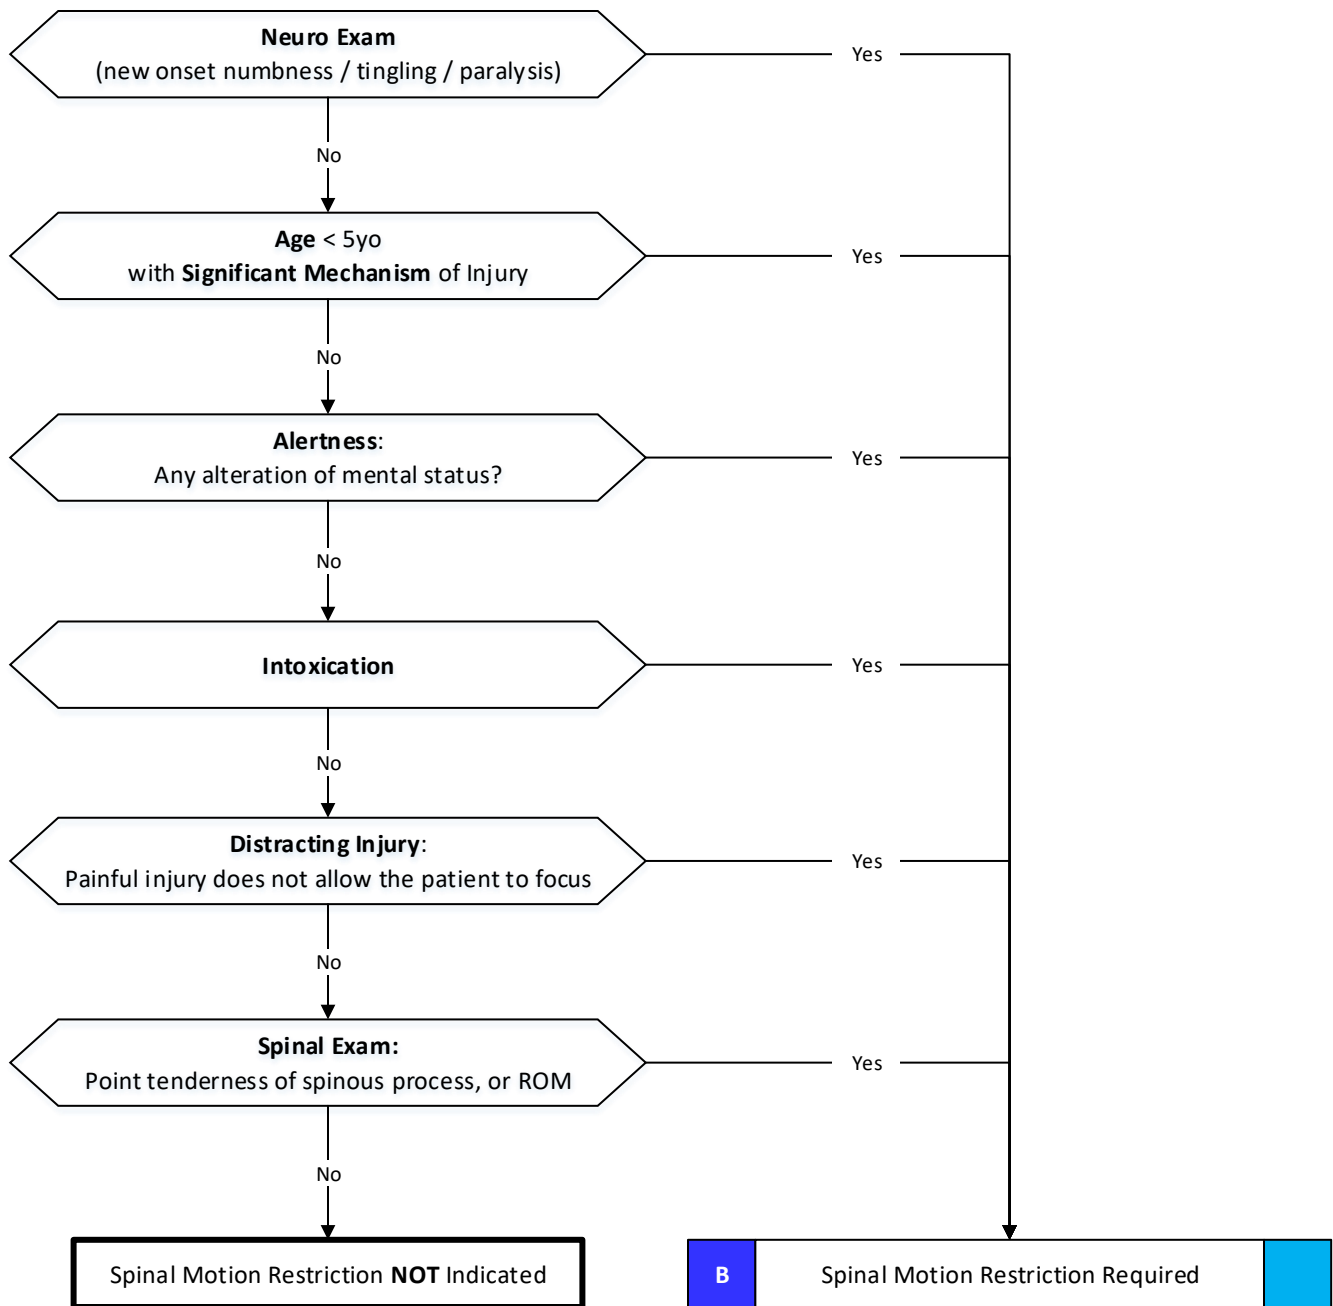 Neuro Exam
(new onset numbness / tingling / paralysis)
Yes
No
Age < 5yo
with Significant Mechanism of Injury
Yes
No
Alertness:
Any alteration of mental status?
Yes
No
Intoxication
Yes
No
Distracting Injury:
Painful injury does not allow the patient to focus
Yes
No
Spinal Exam:
Point tenderness of spinous process, or ROM
Yes
No
Spinal Motion Restriction NOT Indicated
B
Spinal Motion Restriction Required